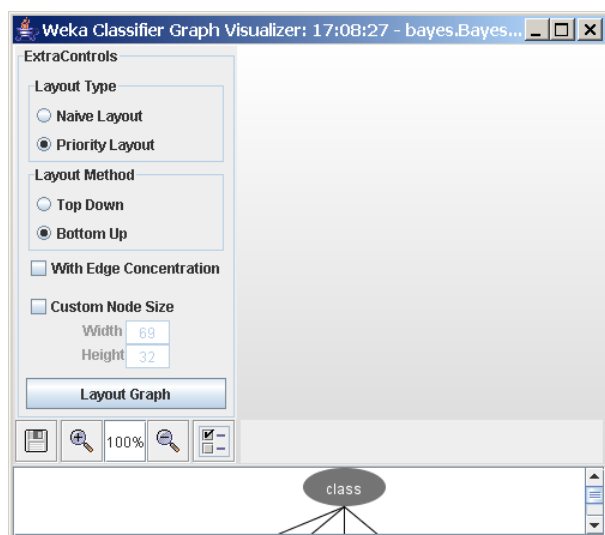 Weka Classifier Graph Visualizer: 17:08:27 - bayes.Bayes...
ExtraControls
Layout Type
Naive Layout
Priority Layout
Layout Method
Top Down
Bottom Up
With Edge Concentration
Custom Node Size
Width 69
Height 32
Layout Graph
100%
class